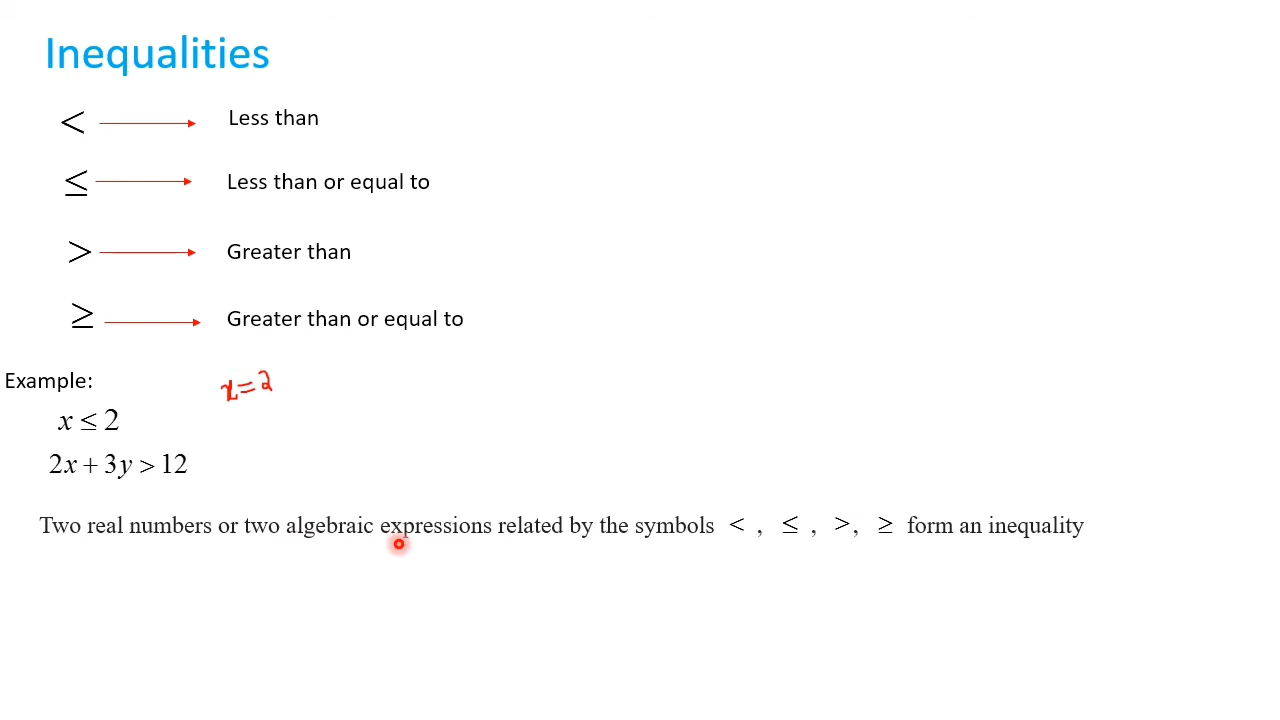 Inequalities
< Less than
≤ Less than or equal to
> Greater than
≥ Greater than or equal to
Example:
x = 2
x ≤ 2
2x + 3y > 12
Two real numbers or two algebraic expressions related by the symbols < , ≤ , >, ≥ form an inequality